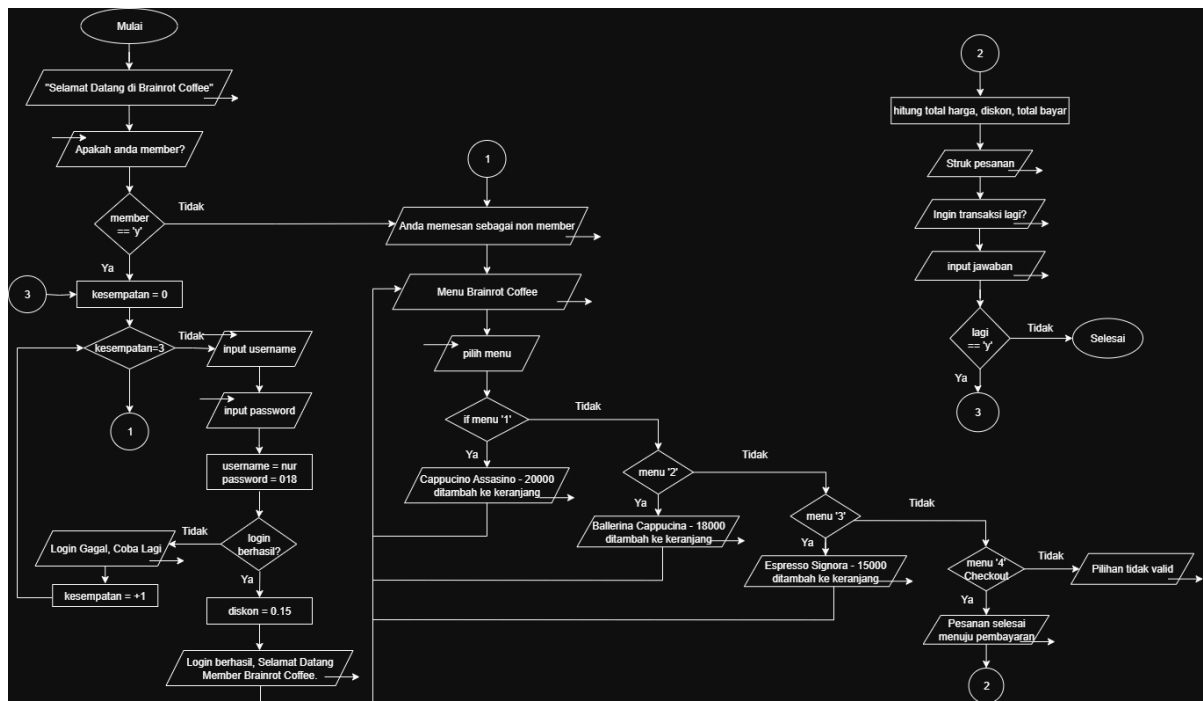 Mulai
"Selamat Datang di Brainrot Coffee"
Apakah anda member?
member
== 'y'
Tidak
Ya
3
kesempatan = 0
kesempatan=3
Tidak
input username
1
input password
username = nur
password = 018
login
berhasil?
Tidak
Login Gagal, Coba Lagi
kesempatan = +1
Ya
diskon = 0.15
Login berhasil, Selamat Datang
Member Brainrot Coffee.
1
Anda memesan sebagai non member
Menu Brainrot Coffee
pilih menu
if menu '1'
Tidak
Ya
Cappucino Assasino - 20000
ditambah ke keranjang
menu '2'
Tidak
Ya
Ballerina Cappucina - 18000
ditambah ke keranjang
menu '3'
Tidak
Ya
Espresso Signora - 15000
ditambah ke keranjang
menu '4'
Checkout
Tidak
Pilihan tidak valid
Ya
Pesanan selesai
menuju pembayaran
2
2
hitung total harga, diskon, total bayar
Struk pesanan
Ingin transaksi lagi?
input jawaban
lagi
== 'y'
Tidak
Selesai
Ya
3